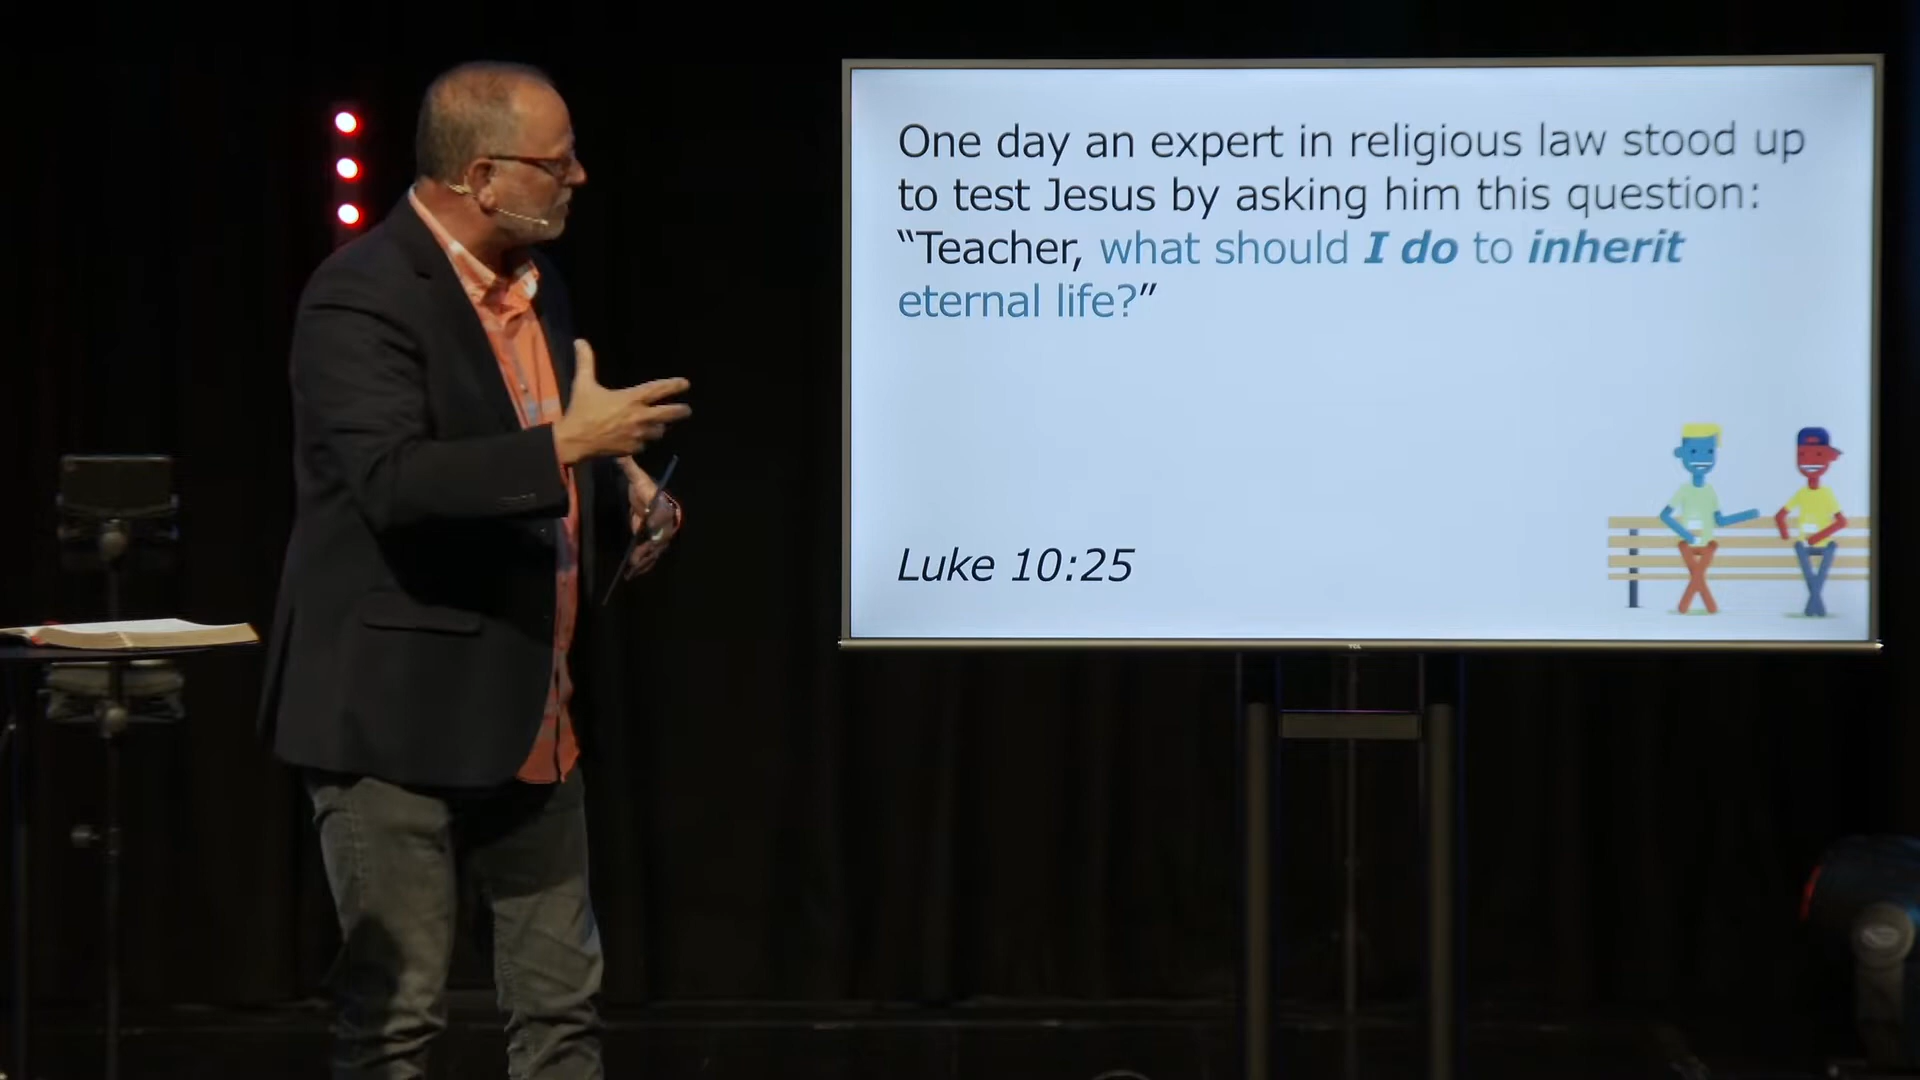 One day an expert in religious law stood up
to test Jesus by asking him this question:
“Teacher, what should I do to inherit
eternal life?”
Luke 10:25
TCL